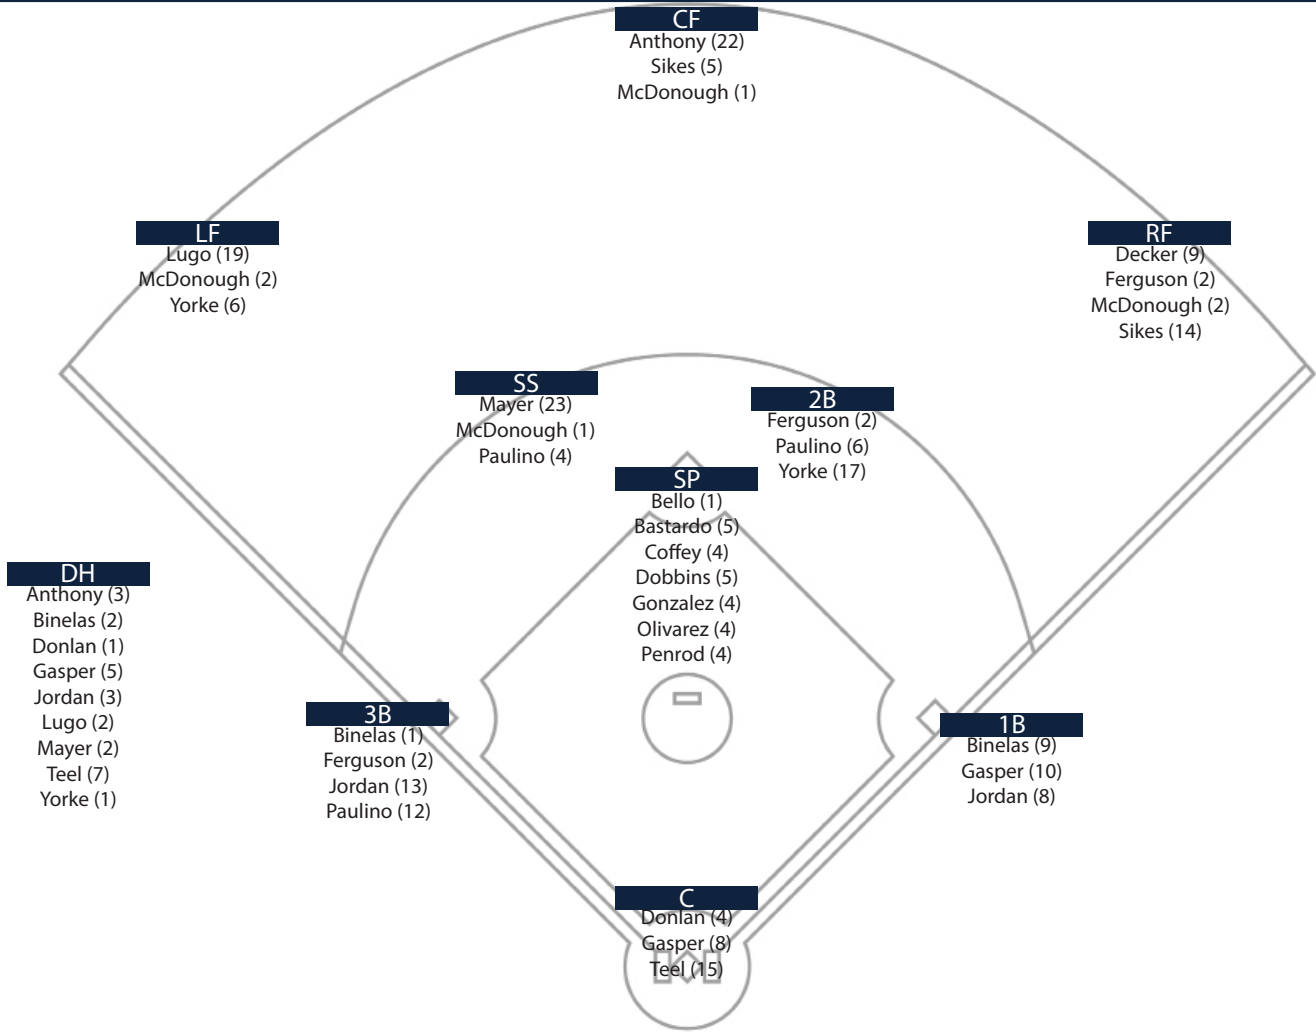 CF
Anthony (22)
Sikes (5)
McDonough (1)
LF
Lugo (19)
McDonough (2)
Yorke (6)
RF
Decker (9)
Ferguson (2)
McDonough (2)
Sikes (14)
SS
Mayer (23)
McDonough (1)
Paulino (4)
2B
Ferguson (2)
Paulino (6)
Yorke (17)
SP
Bello (1)
Bastardo (5)
Coffey (4)
Dobbins (5)
Gonzalez (4)
Olivarez (4)
Penrod (4)
DH
Anthony (3)
Binelas (2)
Donlan (1)
Gasper (5)
Jordan (3)
Lugo (2)
Mayer (2)
Teel (7)
Yorke (1)
3B
Binelas (1)
Ferguson (2)
Jordan (13)
Paulino (12)
1B
Binelas (9)
Gasper (10)
Jordan (8)
C
Donlan (4)
Gasper (8)
Teel (15)